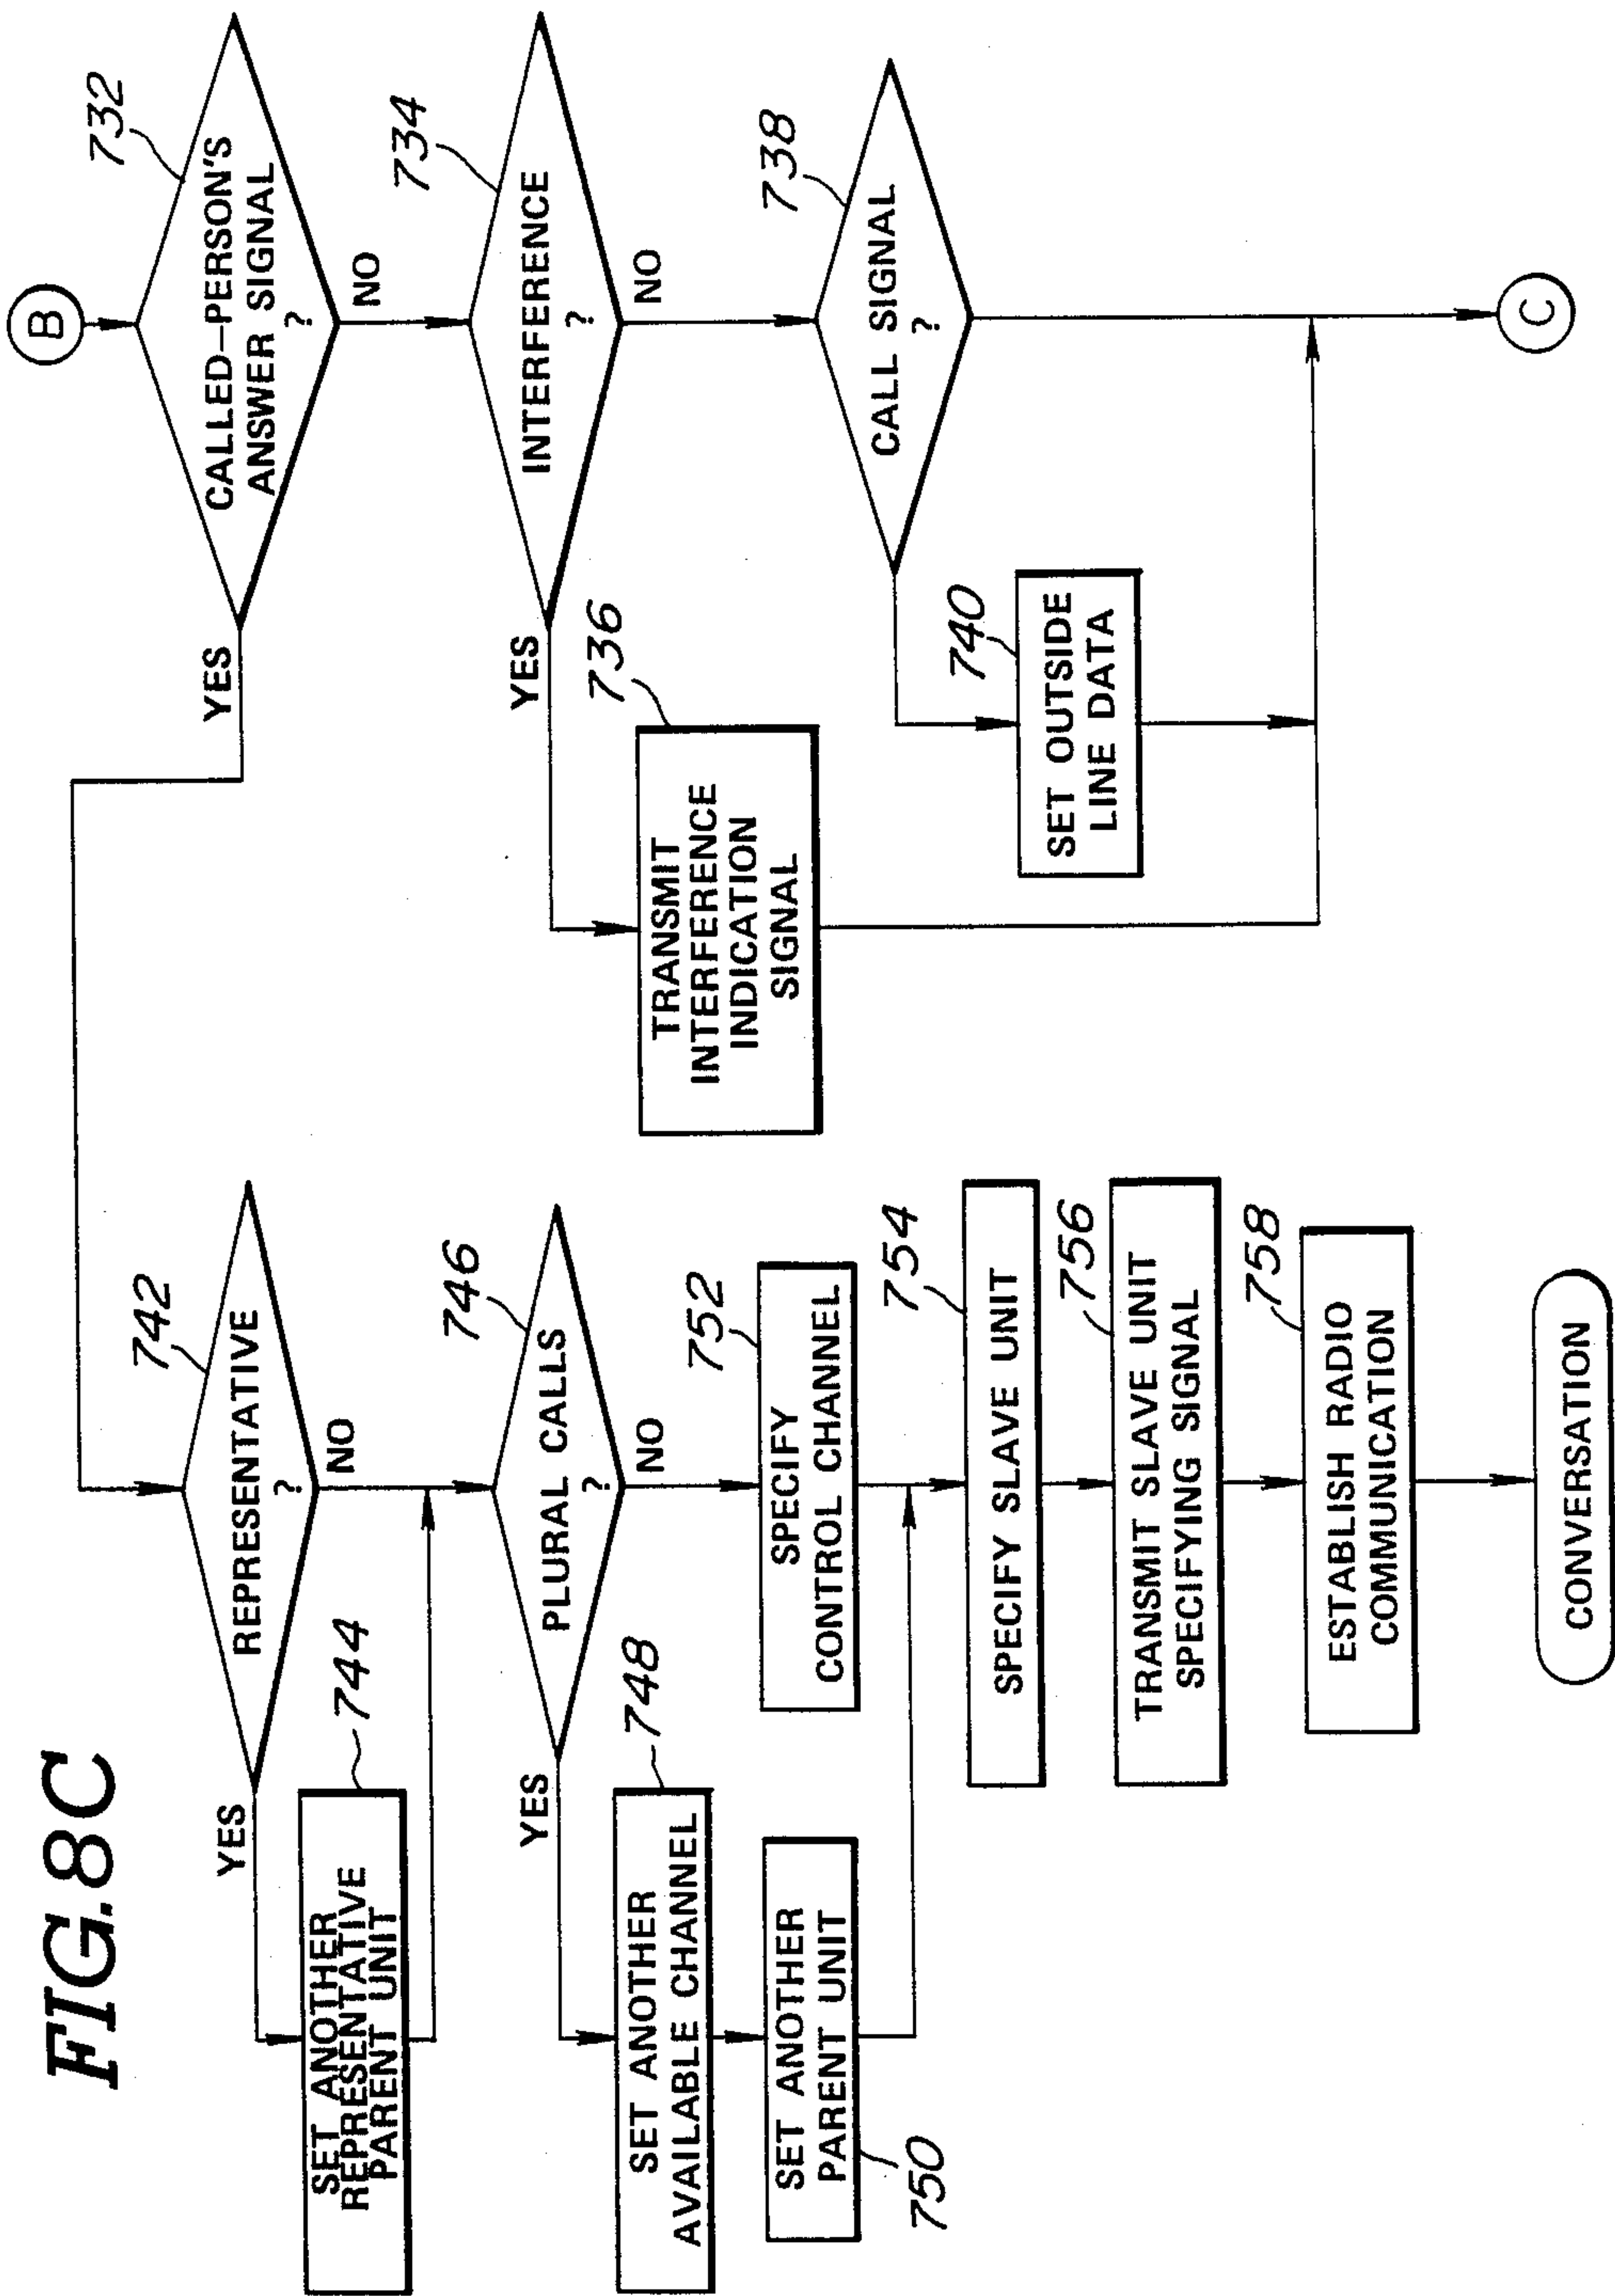 FIG.8C
B
732
CALLED-PERSON'S
ANSWER SIGNAL
?
YES
NO
734
INTERFERENCE
?
YES
NO
736
TRANSMIT
INTERFERENCE
INDICATION
SIGNAL
738
CALL SIGNAL
?
740
SET OUTSIDE
LINE DATA
C
742
REPRESENTATIVE
?
YES
NO
744
SET ANOTHER
REPRESENTATIVE
PARENT UNIT
746
PLURAL CALLS
?
YES
NO
748
SET ANOTHER
AVAILABLE CHANNEL
750
SET ANOTHER
PARENT UNIT
752
SPECIFY
CONTROL CHANNEL
754
SPECIFY SLAVE UNIT
756
TRANSMIT SLAVE UNIT
SPECIFYING SIGNAL
758
ESTABLISH RADIO
COMMUNICATION
CONVERSATION